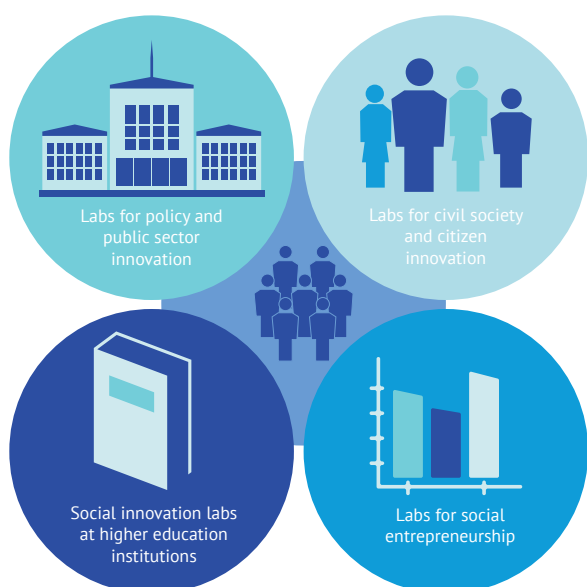 Labs for policy and
public sector
innovation
Labs for civil society
and citizen
innovation
Social innovation labs
at higher education
institutions
Labs for social
entrepreneurship